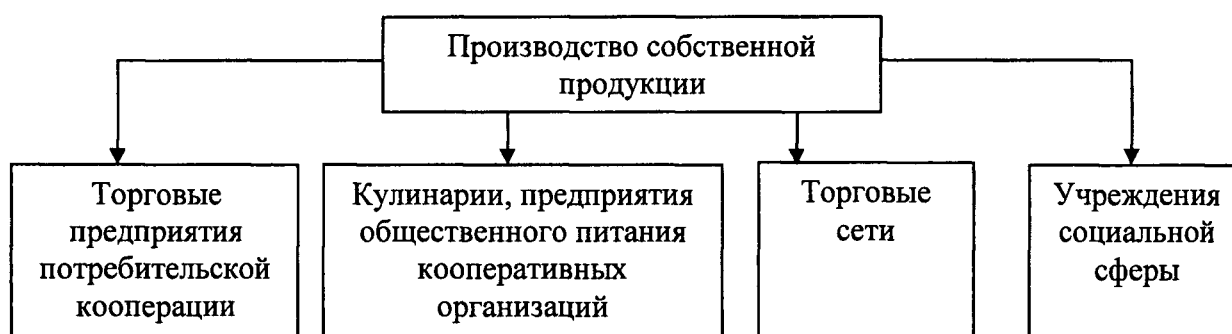 Производство собственной
продукции
Торговые
предприятия
потребительской
кооперации
Кулинарии, предприятия
общественного питания
кооперативных
организаций
Торговые
сети
Учреждения
социальной
сферы